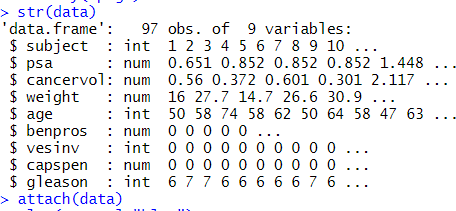 > str(data)
'data.frame':	97 obs. of  9 variables:
 $ subject  : int  1 2 3 4 5 6 7 8 9 10 ...
 $ psa      : num  0.651 0.852 0.852 0.852 1.448 ...
 $ cancervol: num  0.56 0.372 0.601 0.301 2.117 ...
 $ weight   : num  16 27.7 14.7 26.6 30.9 ...
 $ age      : int  50 58 74 58 62 50 64 58 47 63 ...
 $ benpros  : num  0 0 0 0 0 ...
 $ vesinv   : int  0 0 0 0 0 0 0 0 0 0 ...
 $ capspen  : num  0 0 0 0 0 0 0 0 0 0 ...
 $ gleason  : int  6 7 7 6 6 6 6 6 7 6 ...
> attach(data)